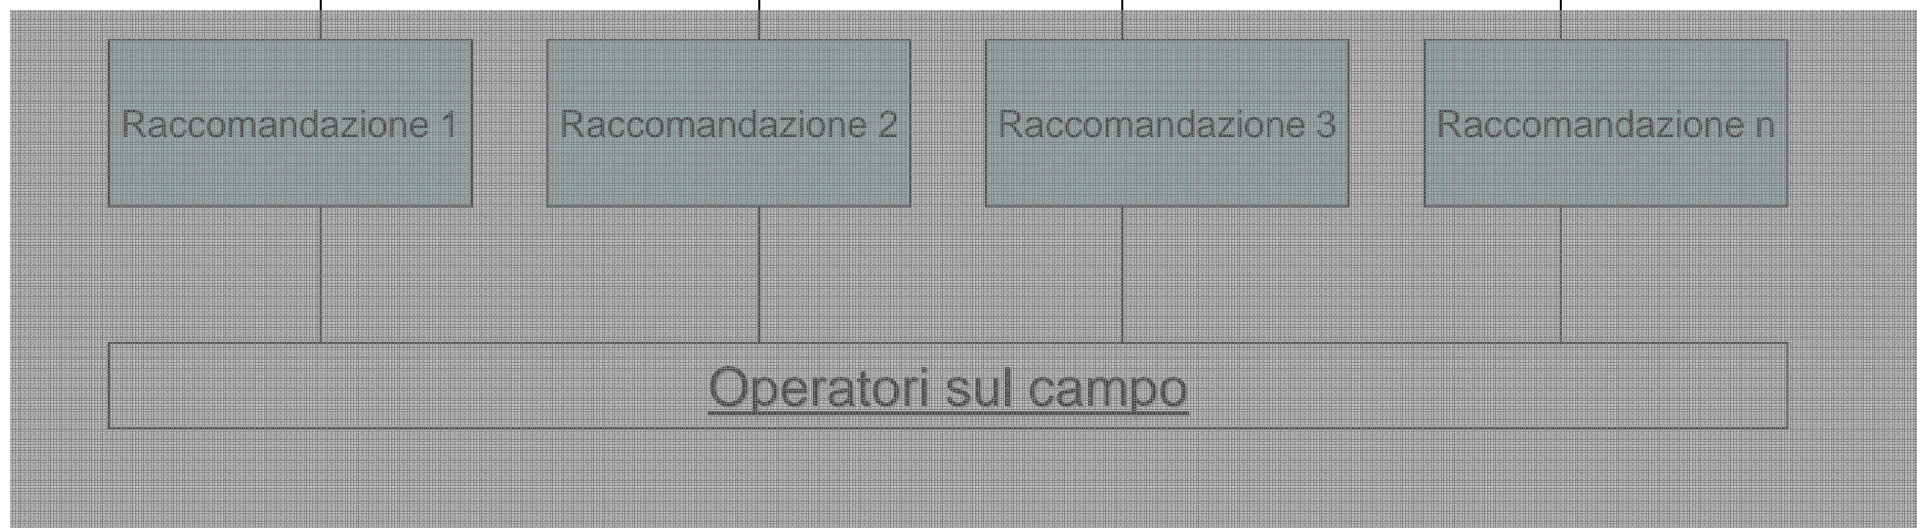 Raccomandazione 1
Raccomandazione 2
Raccomandazione 3
Raccomandazione n
Operatori sul campo